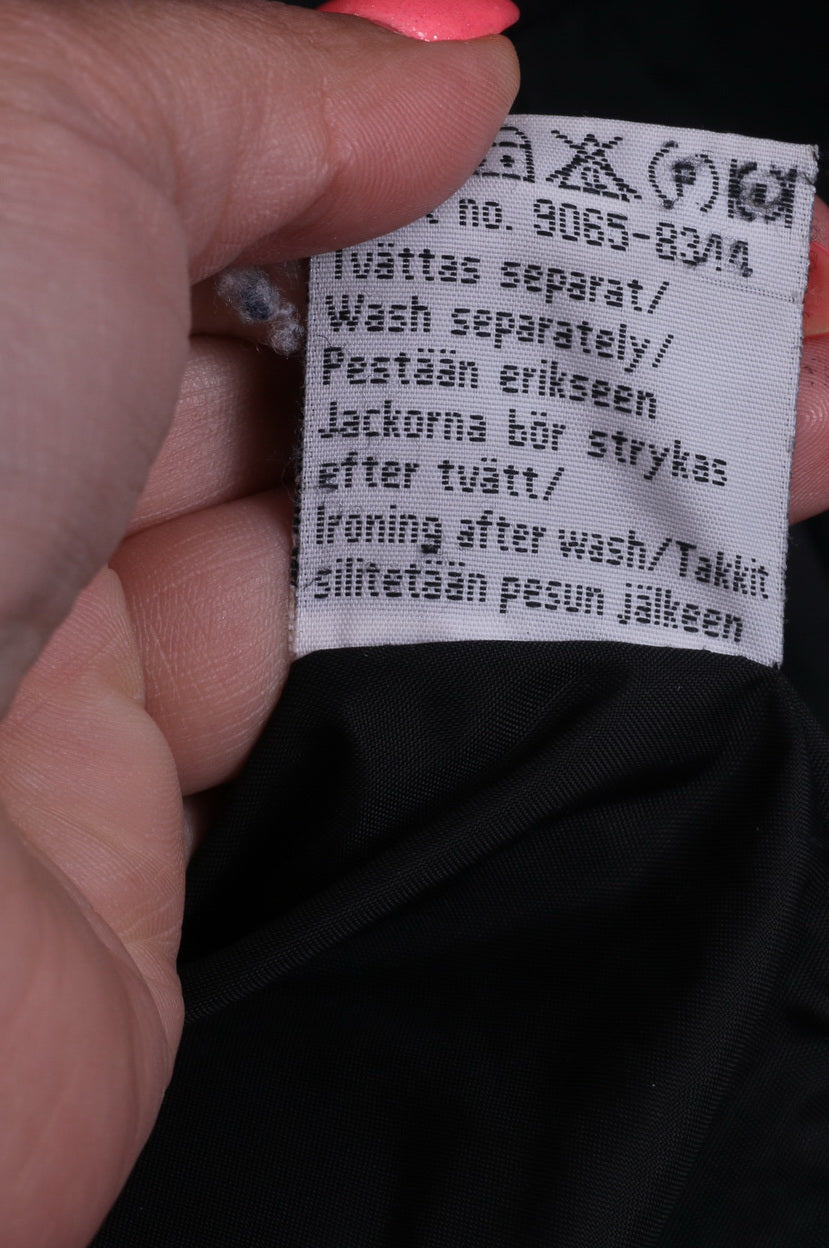 no. 9065-8344
Tvättas separat/
Wash separately/
Pestään erikseen
Jackorna bör strykas
efter tvätt/
Ironing after wash/Takkit
silitetään pesun jälkeen